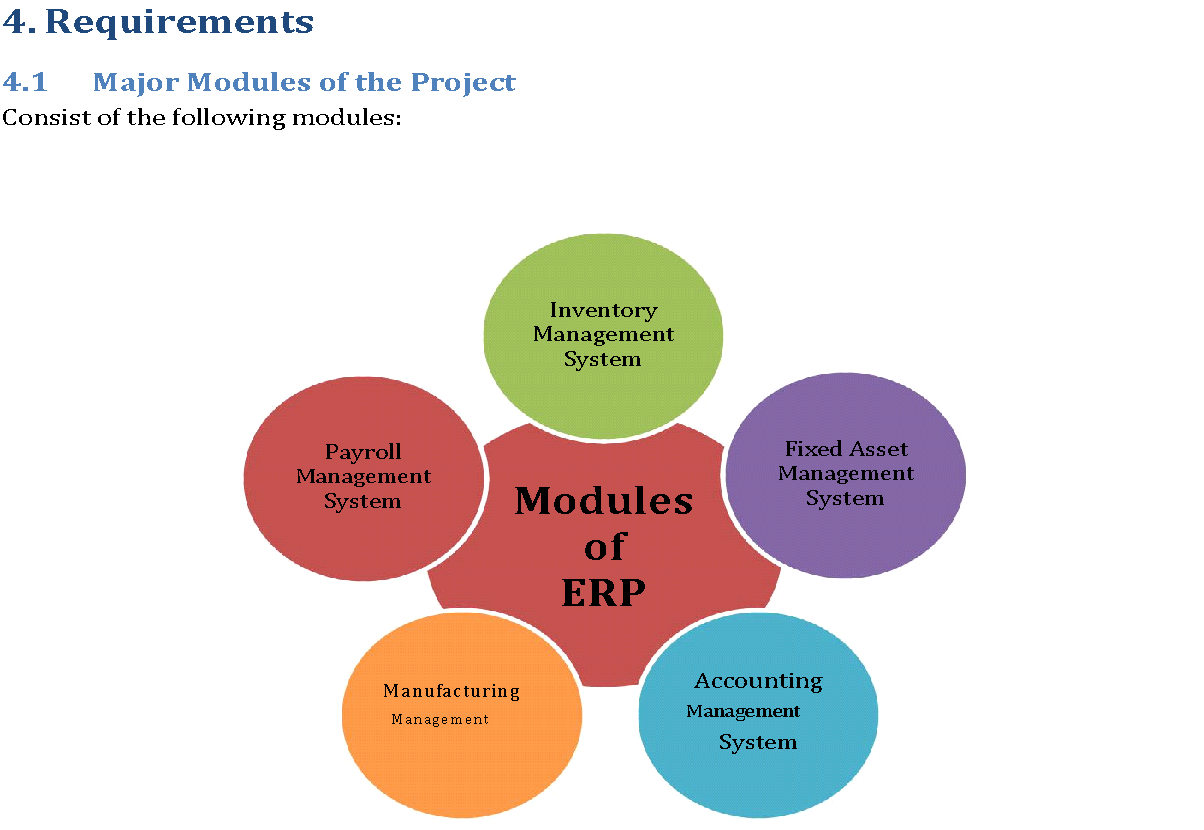 4. Requirements
4.1 Major Modules of the Project
Consist of the following modules:
Inventory
Management
System
Payroll
Management
System
Fixed Asset
Management
System
Modules
of
ERP
Manufacturing
Management
Accounting
Management
System